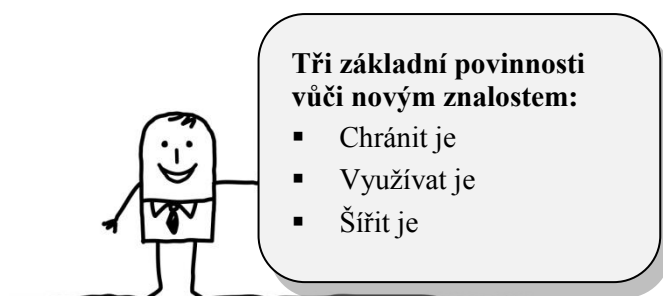 Tři základní povinnosti
vůči novým znalostem:
▪ Chránit je
▪ Využívat je
▪ Šířit je